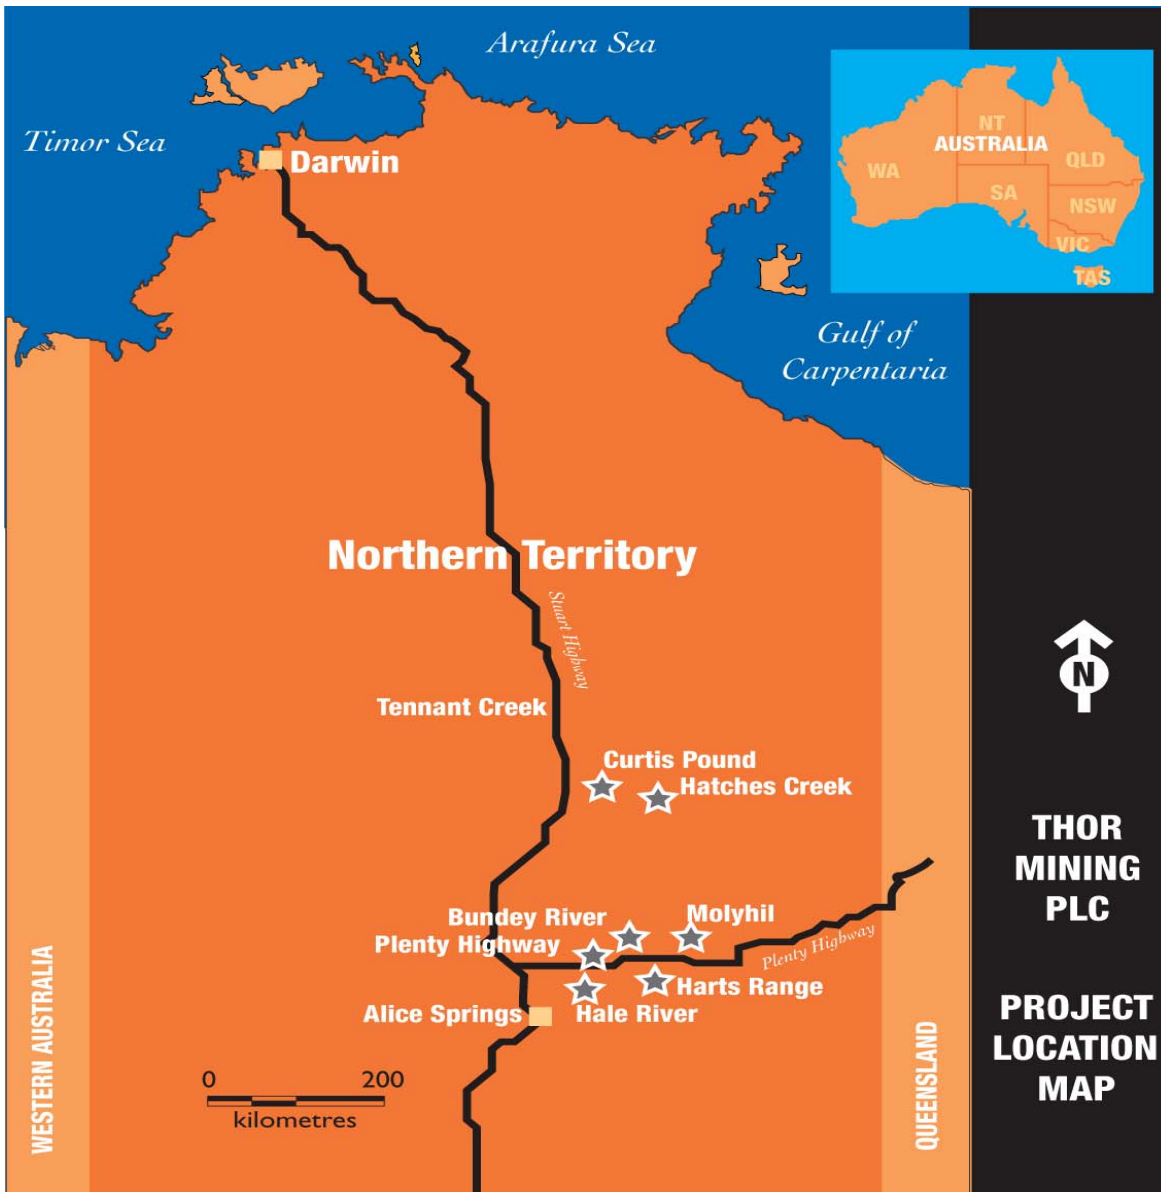 Arafura Sea
Timor Sea
Darwin
NT
AUSTRALIA
WA
QLD
SA
NSW
VIC
TAS
Gulf of
Carpentaria
Northern Territory
Stuart Highway
Tennant Creek
Curtis Pound
Hatches Creek
Bundey River
Molyhil
Plenty Highway
Plenty Highway
Harts Range
Alice Springs
Hale River
0 200
kilometres
WESTERN AUSTRALIA
QUEENSLAND
N
THOR
MINING
PLC
PROJECT
LOCATION
MAP